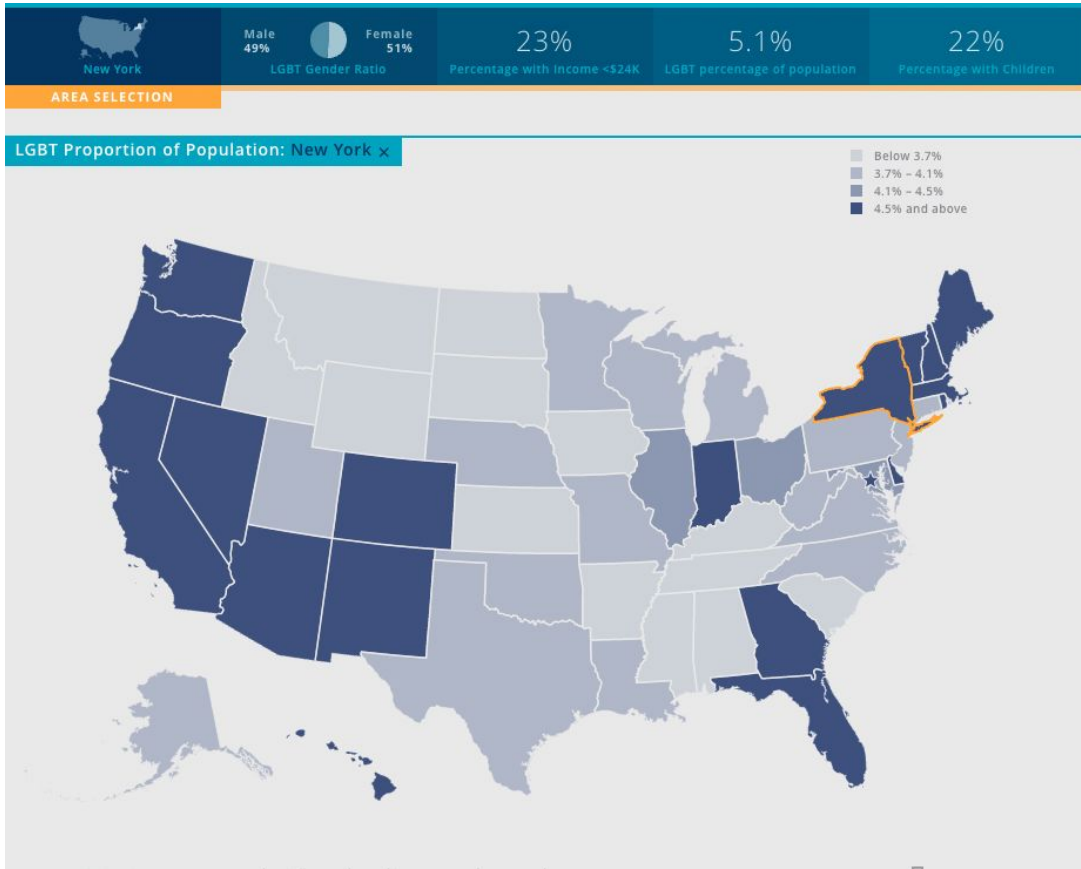 Male
49%
Female
51%
23%
5.1%
22%
New York
LGBT Gender Ratio
Percentage with Income <$24K
LGBT percentage of population
Percentage with Children
AREA SELECTION
LGBT Proportion of Population: New York ×
Below 3.7%
3.7% – 4.1%
4.1% – 4.5%
4.5% and above